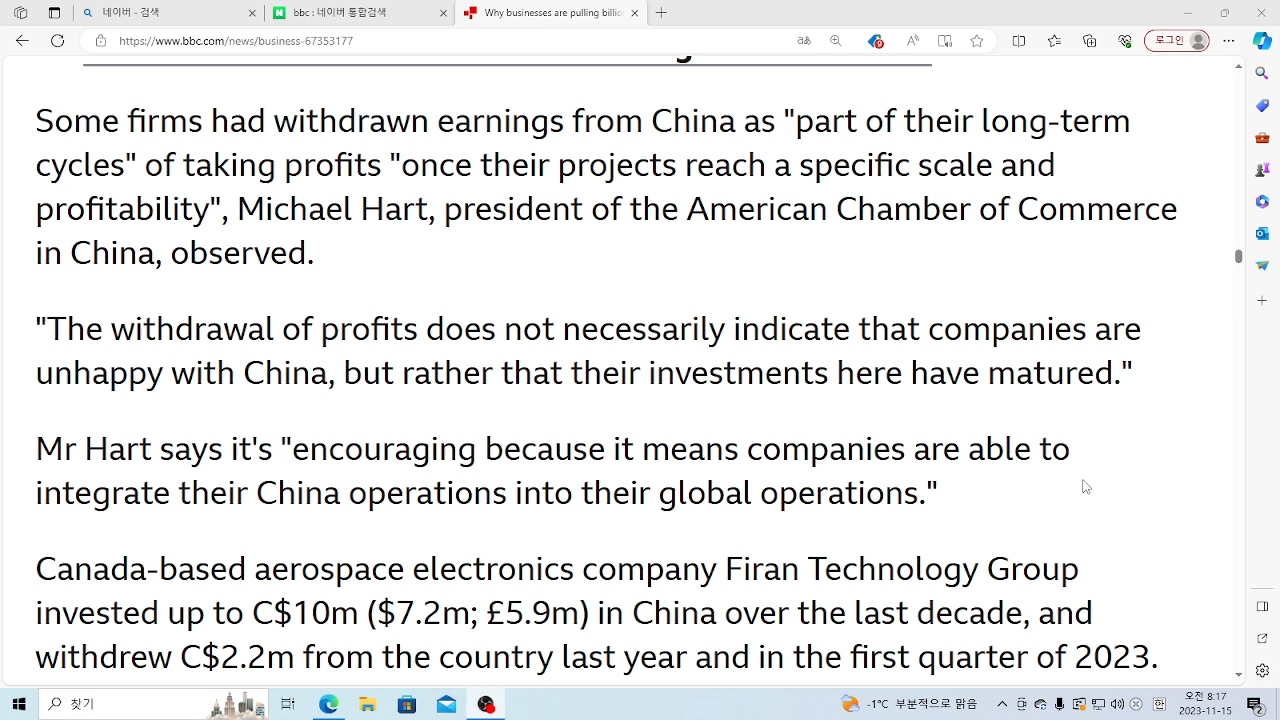 네이버 - 검색
bbc : 네이버 통합검색
Why businesses are pulling billio
https://www.bbc.com/news/business-67353177
로그인
Some firms had withdrawn earnings from China as "part of their long-term
cycles" of taking profits "once their projects reach a specific scale and
profitability", Michael Hart, president of the American Chamber of Commerce
in China, observed.
"The withdrawal of profits does not necessarily indicate that companies are
unhappy with China, but rather that their investments here have matured."
Mr Hart says it's "encouraging because it means companies are able to
integrate their China operations into their global operations."
Canada-based aerospace electronics company Firan Technology Group
invested up to C$10m ($7.2m; £5.9m) in China over the last decade, and
withdrew C$2.2m from the country last year and in the first quarter of 2023.
찾기
-1°C 부분적으로 맑음
한
오전 8:17
2023-11-15
2